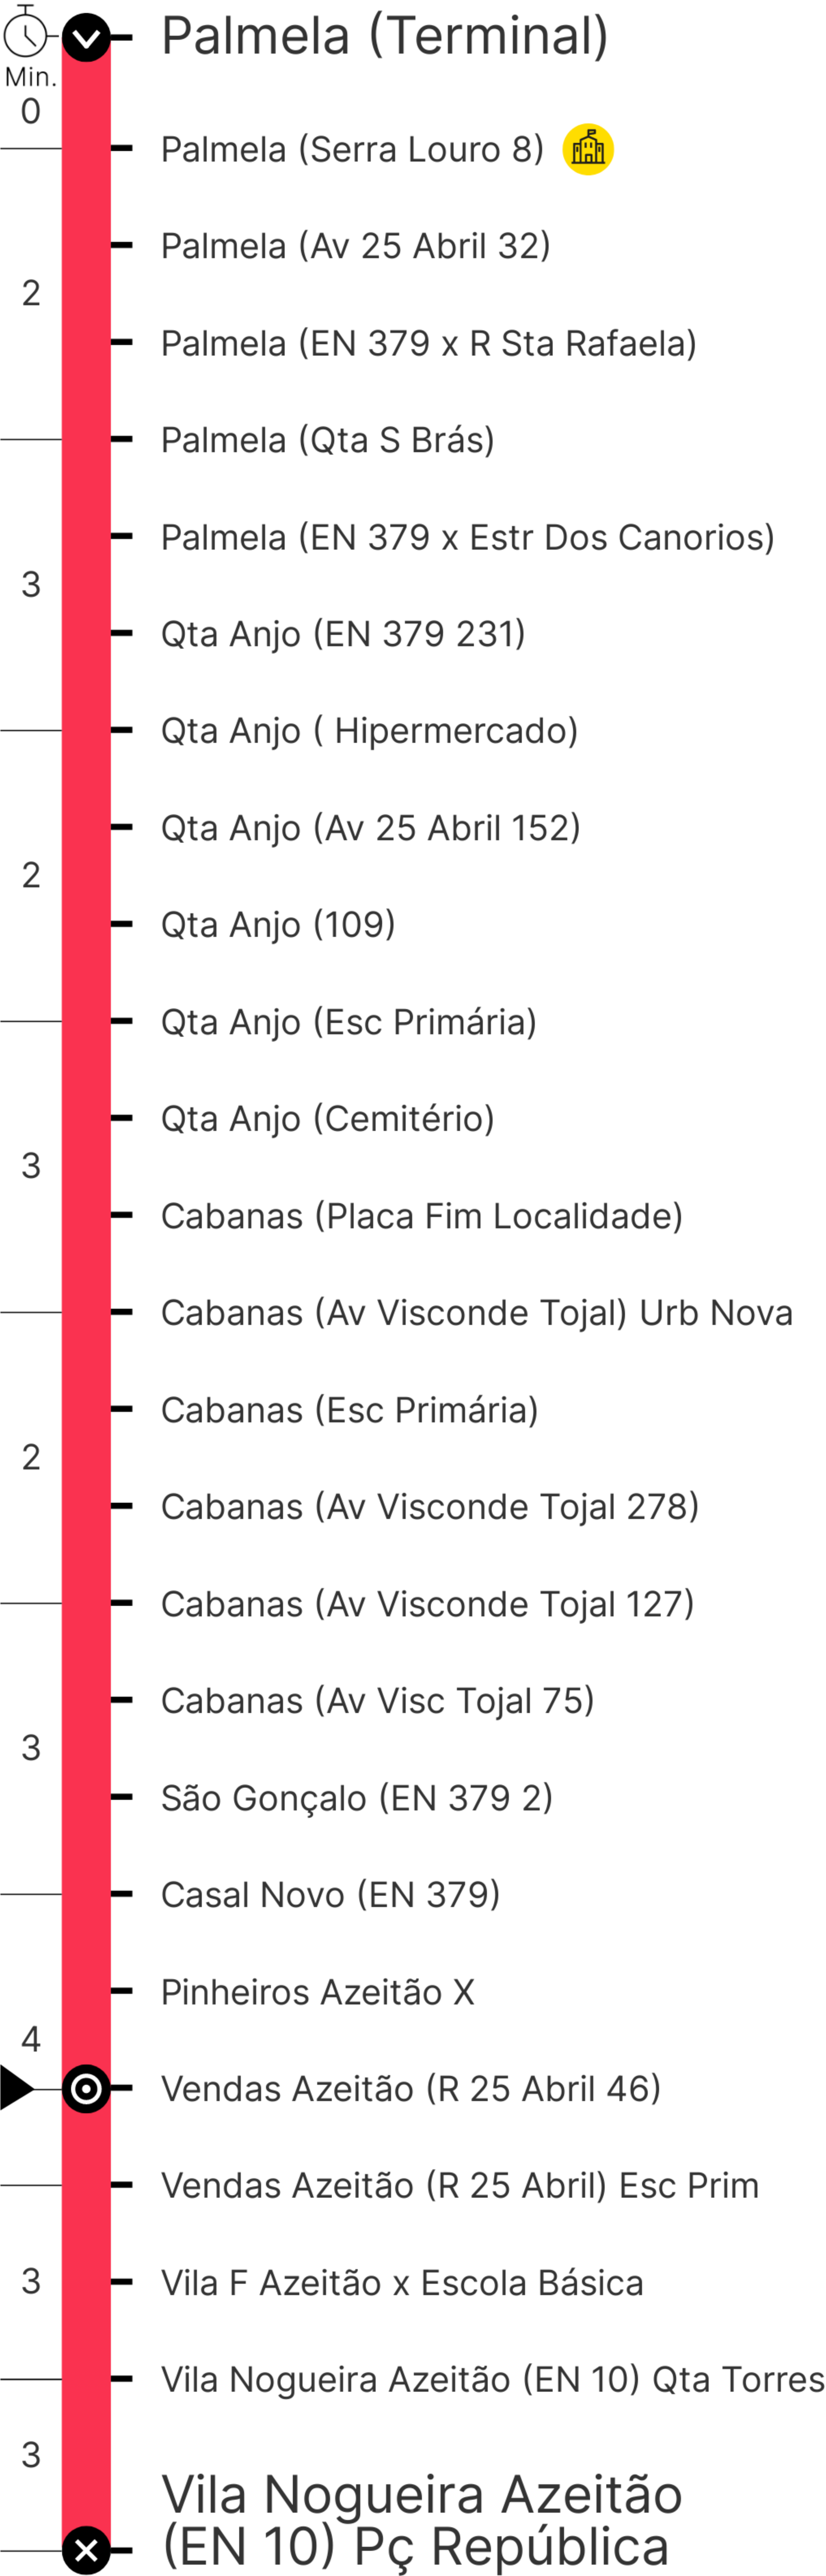 Palmela (Terminal)
Min.
0
Palmela (Serra Louro 8)
Palmela (Av 25 Abril 32)
2
Palmela (EN 379 x R Sta Rafaela)
Palmela (Qta S Brás)
Palmela (EN 379 x Estr Dos Canorios)
3
Qta Anjo (EN 379 231)
Qta Anjo ( Hipermercado)
Qta Anjo (Av 25 Abril 152)
2
Qta Anjo (109)
Qta Anjo (Esc Primária)
Qta Anjo (Cemitério)
3
Cabanas (Placa Fim Localidade)
Cabanas (Av Visconde Tojal) Urb Nova
Cabanas (Esc Primária)
2
Cabanas (Av Visconde Tojal 278)
Cabanas (Av Visconde Tojal 127)
Cabanas (Av Visc Tojal 75)
3
São Gonçalo (EN 379 2)
Casal Novo (EN 379)
Pinheiros Azeitão X
4
Vendas Azeitão (R 25 Abril 46)
Vendas Azeitão (R 25 Abril) Esc Prim
3
Vila F Azeitão x Escola Básica
Vila Nogueira Azeitão (EN 10) Qta Torres
3
Vila Nogueira Azeitão
(EN 10) Pç República